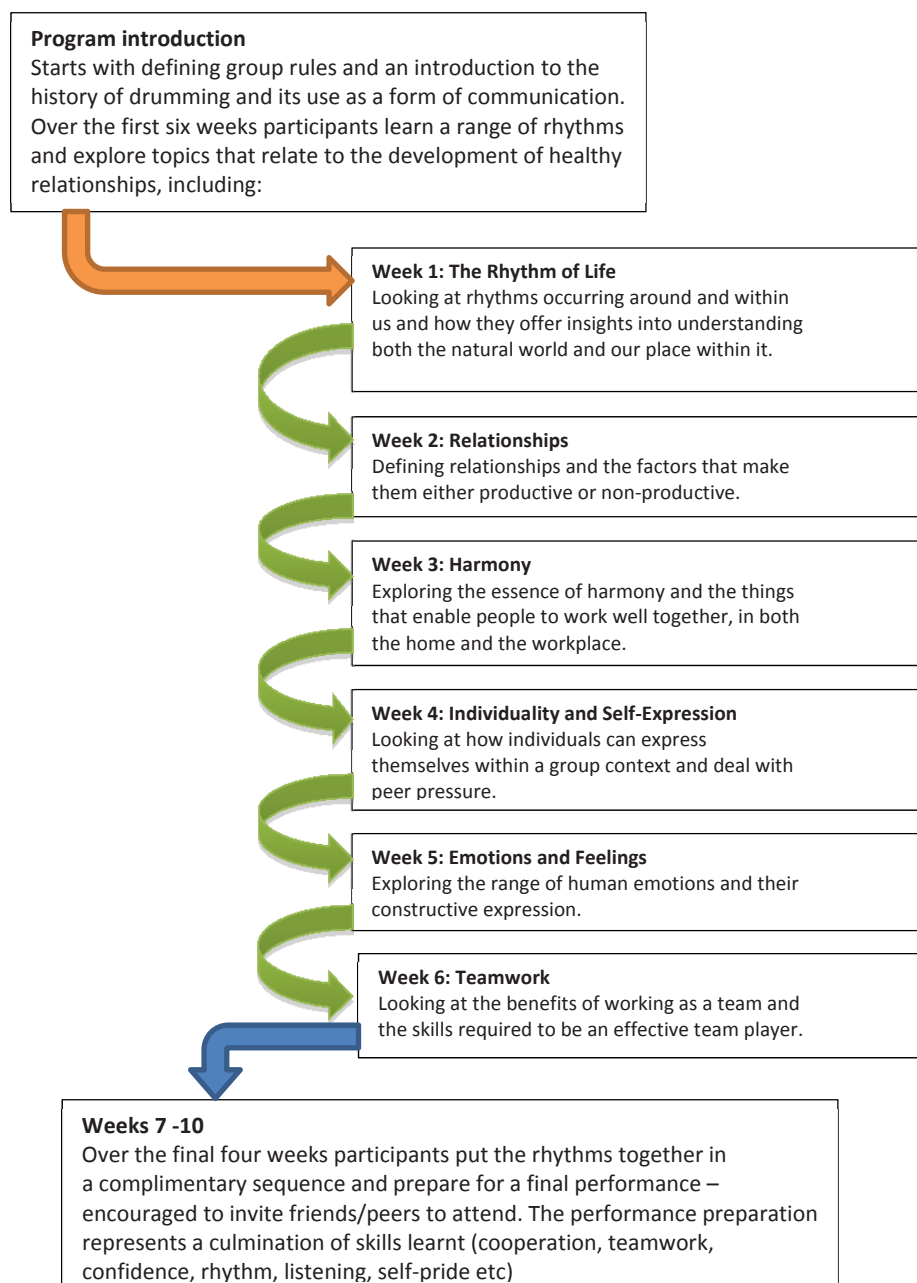 Program introduction
Starts with defining group rules and an introduction to the
history of drumming and its use as a form of communication.
Over the first six weeks participants learn a range of rhythms
and explore topics that relate to the development of healthy
relationships, including:
Week 1: The Rhythm of Life
Looking at rhythms occurring around and within
us and how they offer insights into understanding
both the natural world and our place within it.
Week 2: Relationships
Defining relationships and the factors that make
them either productive or non-productive.
Week 3: Harmony
Exploring the essence of harmony and the things
that enable people to work well together, in both
the home and the workplace.
Week 4: Individuality and Self-Expression
Looking at how individuals can express
themselves within a group context and deal with
peer pressure.
Week 5: Emotions and Feelings
Exploring the range of human emotions and their
constructive expression.
Week 6: Teamwork
Looking at the benefits of working as a team and
the skills required to be an effective team player.
Weeks 7 -10
Over the final four weeks participants put the rhythms together in
a complimentary sequence and prepare for a final performance –
encouraged to invite friends/peers to attend. The performance preparation
represents a culmination of skills learnt (cooperation, teamwork,
confidence, rhythm, listening, self-pride etc)